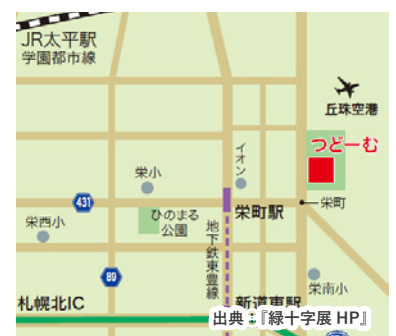 JR太平駅
学園都市線
丘珠空港
つどーむ
イオン
栄小
431
栄町駅
栄町
ひのまる
公園
栄西小
地下鉄東豊線
89
栄南小
札幌北IC
新道東駅
出典：『緑十字展 HP』